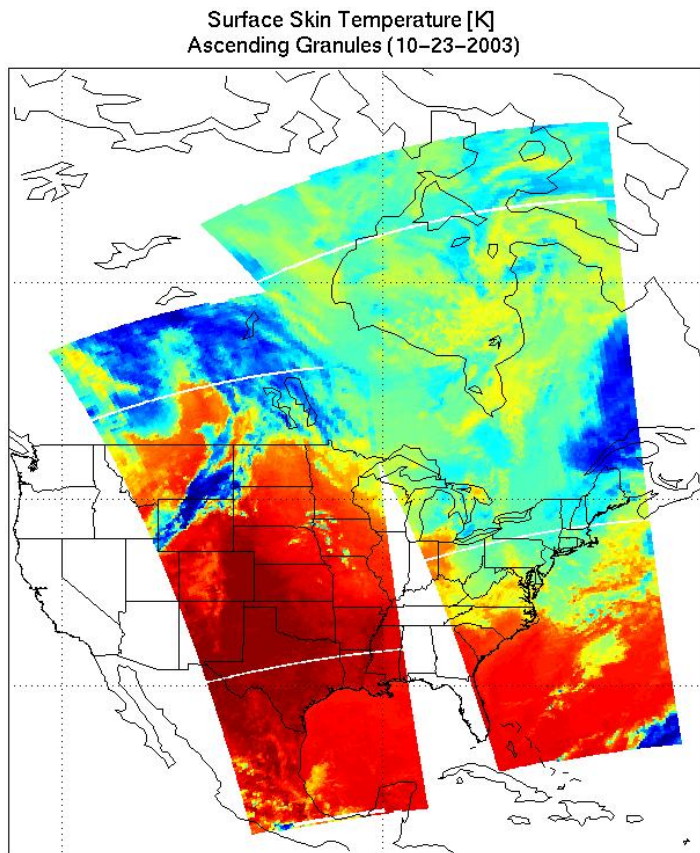 Surface Skin Temperature [K]
Ascending Granules (10-23-2003)